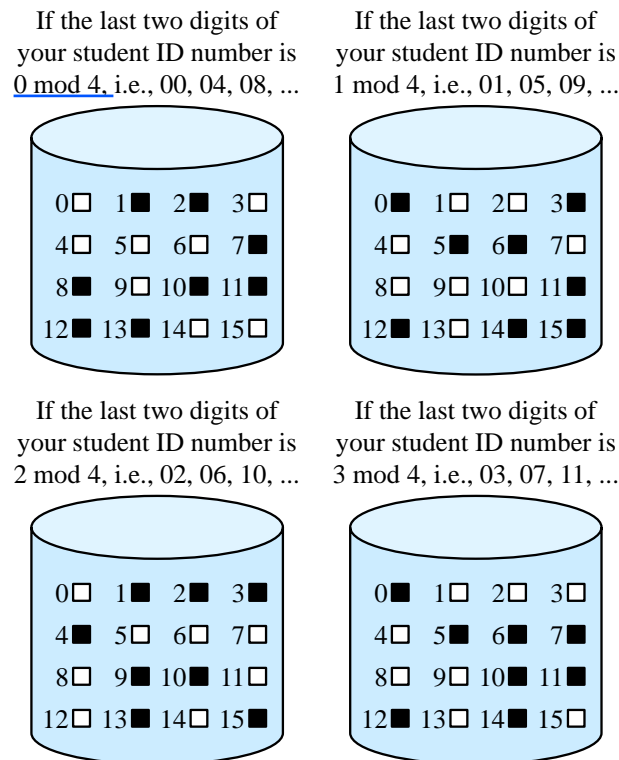 If the last two digits of
your student ID number is
0 mod 4, i.e., 00, 04, 08, ...
0 1 2 3
4 5 6 7
8 9 10 11
12 13 14 15
If the last two digits of
your student ID number is
1 mod 4, i.e., 01, 05, 09, ...
0 1 2 3
4 5 6 7
8 9 10 11
12 13 14 15
If the last two digits of
your student ID number is
2 mod 4, i.e., 02, 06, 10, ...
0 1 2 3
4 5 6 7
8 9 10 11
12 13 14 15
If the last two digits of
your student ID number is
3 mod 4, i.e., 03, 07, 11, ...
0 1 2 3
4 5 6 7
8 9 10 11
12 13 14 15